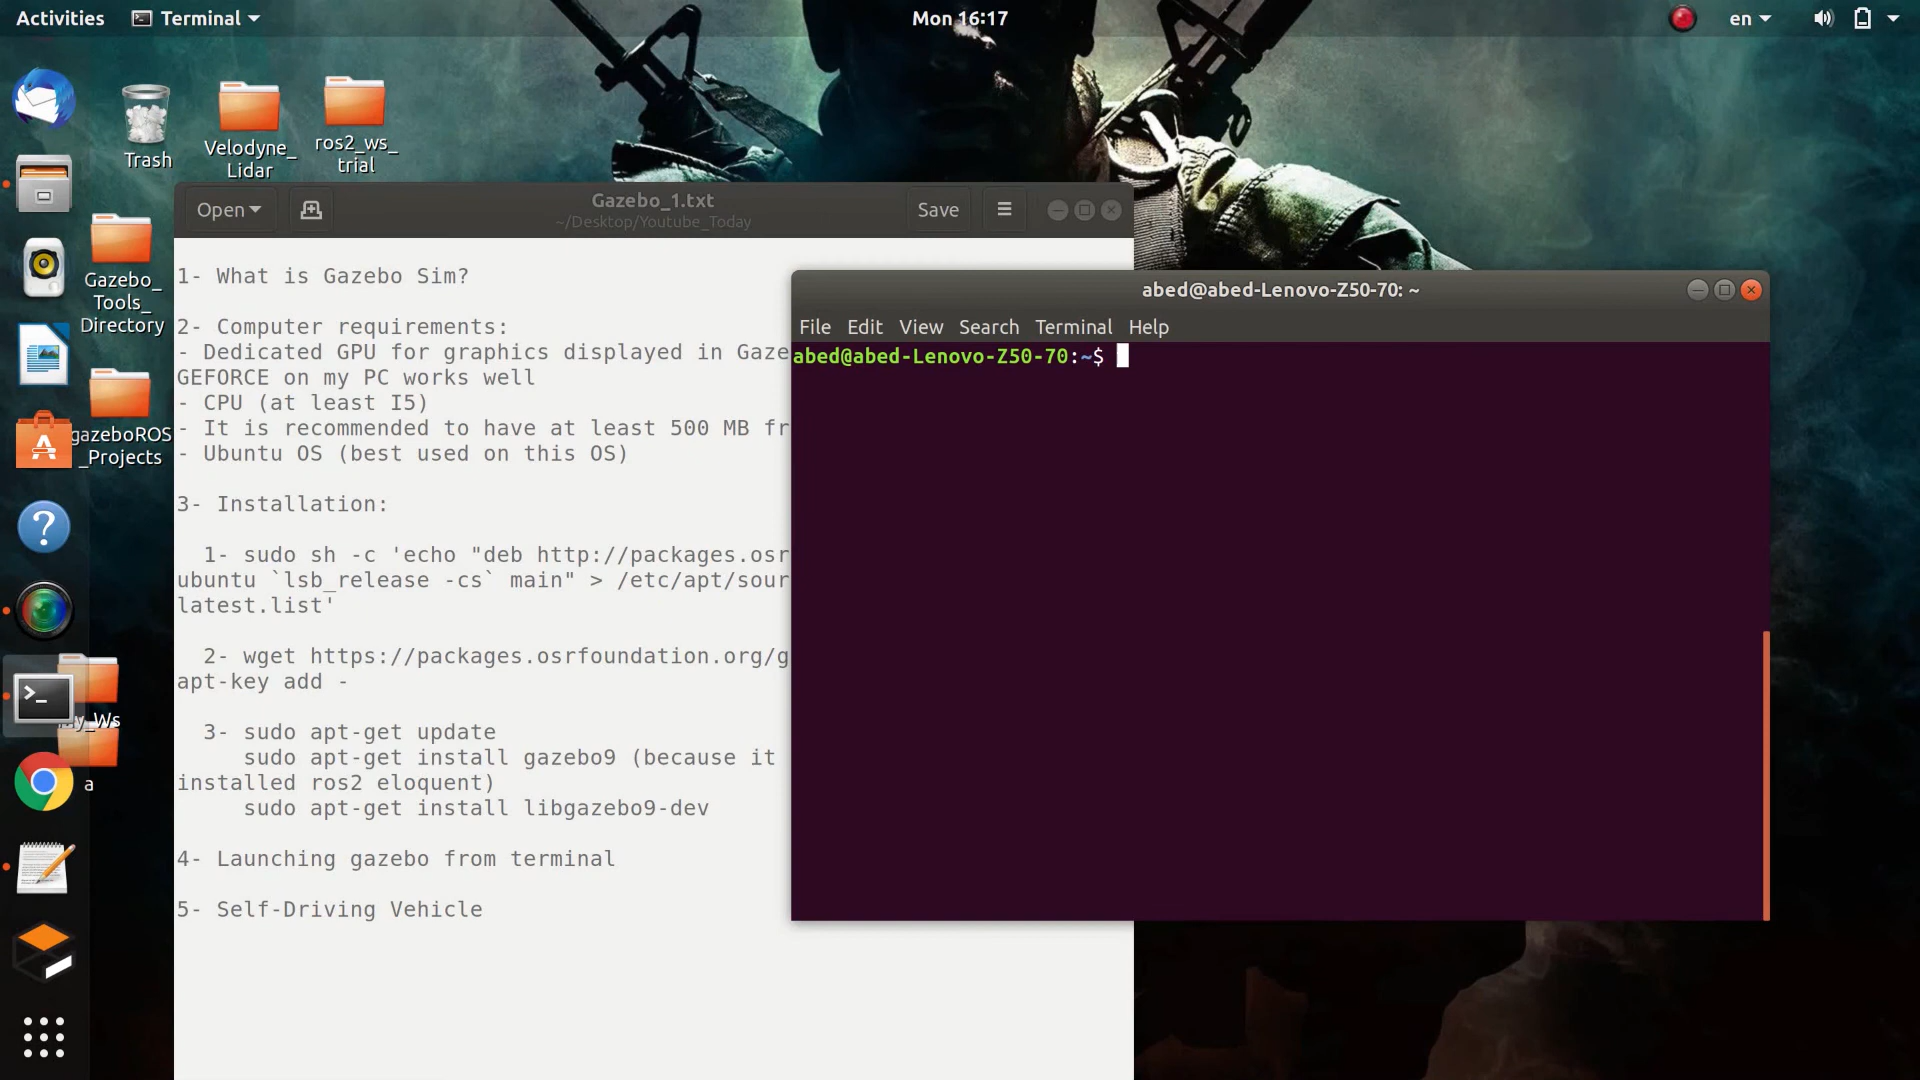 Activities
Terminal
Mon 16:17
en
Trash
Velodyne_
Lidar
ros2_ws_
trial
Gazebo_
Tools_
Directory
gazeboROS
_Projects
y_Ws
a
Open
Gazebo_1.txt
~/Desktop/Youtube_Today
Save
1- What is Gazebo Sim?
2- Computer requirements:
- Dedicated GPU for graphics displayed in Gaze
GEFORCE on my PC works well
- CPU (at least I5)
- It is recommended to have at least 500 MB fr
- Ubuntu OS (best used on this OS)
3- Installation:
1- sudo sh -c 'echo "deb http://packages.osr
ubuntu `lsb_release -cs` main" > /etc/apt/sour
latest.list'
2- wget https://packages.osrfoundation.org/g
apt-key add -
3- sudo apt-get update
sudo apt-get install gazebo9 (because it
installed ros2 eloquent)
sudo apt-get install libgazebo9-dev
4- Launching gazebo from terminal
5- Self-Driving Vehicle
abed@abed-Lenovo-Z50-70: ~
File Edit View Search Terminal Help
abed@abed-Lenovo-Z50-70:~$